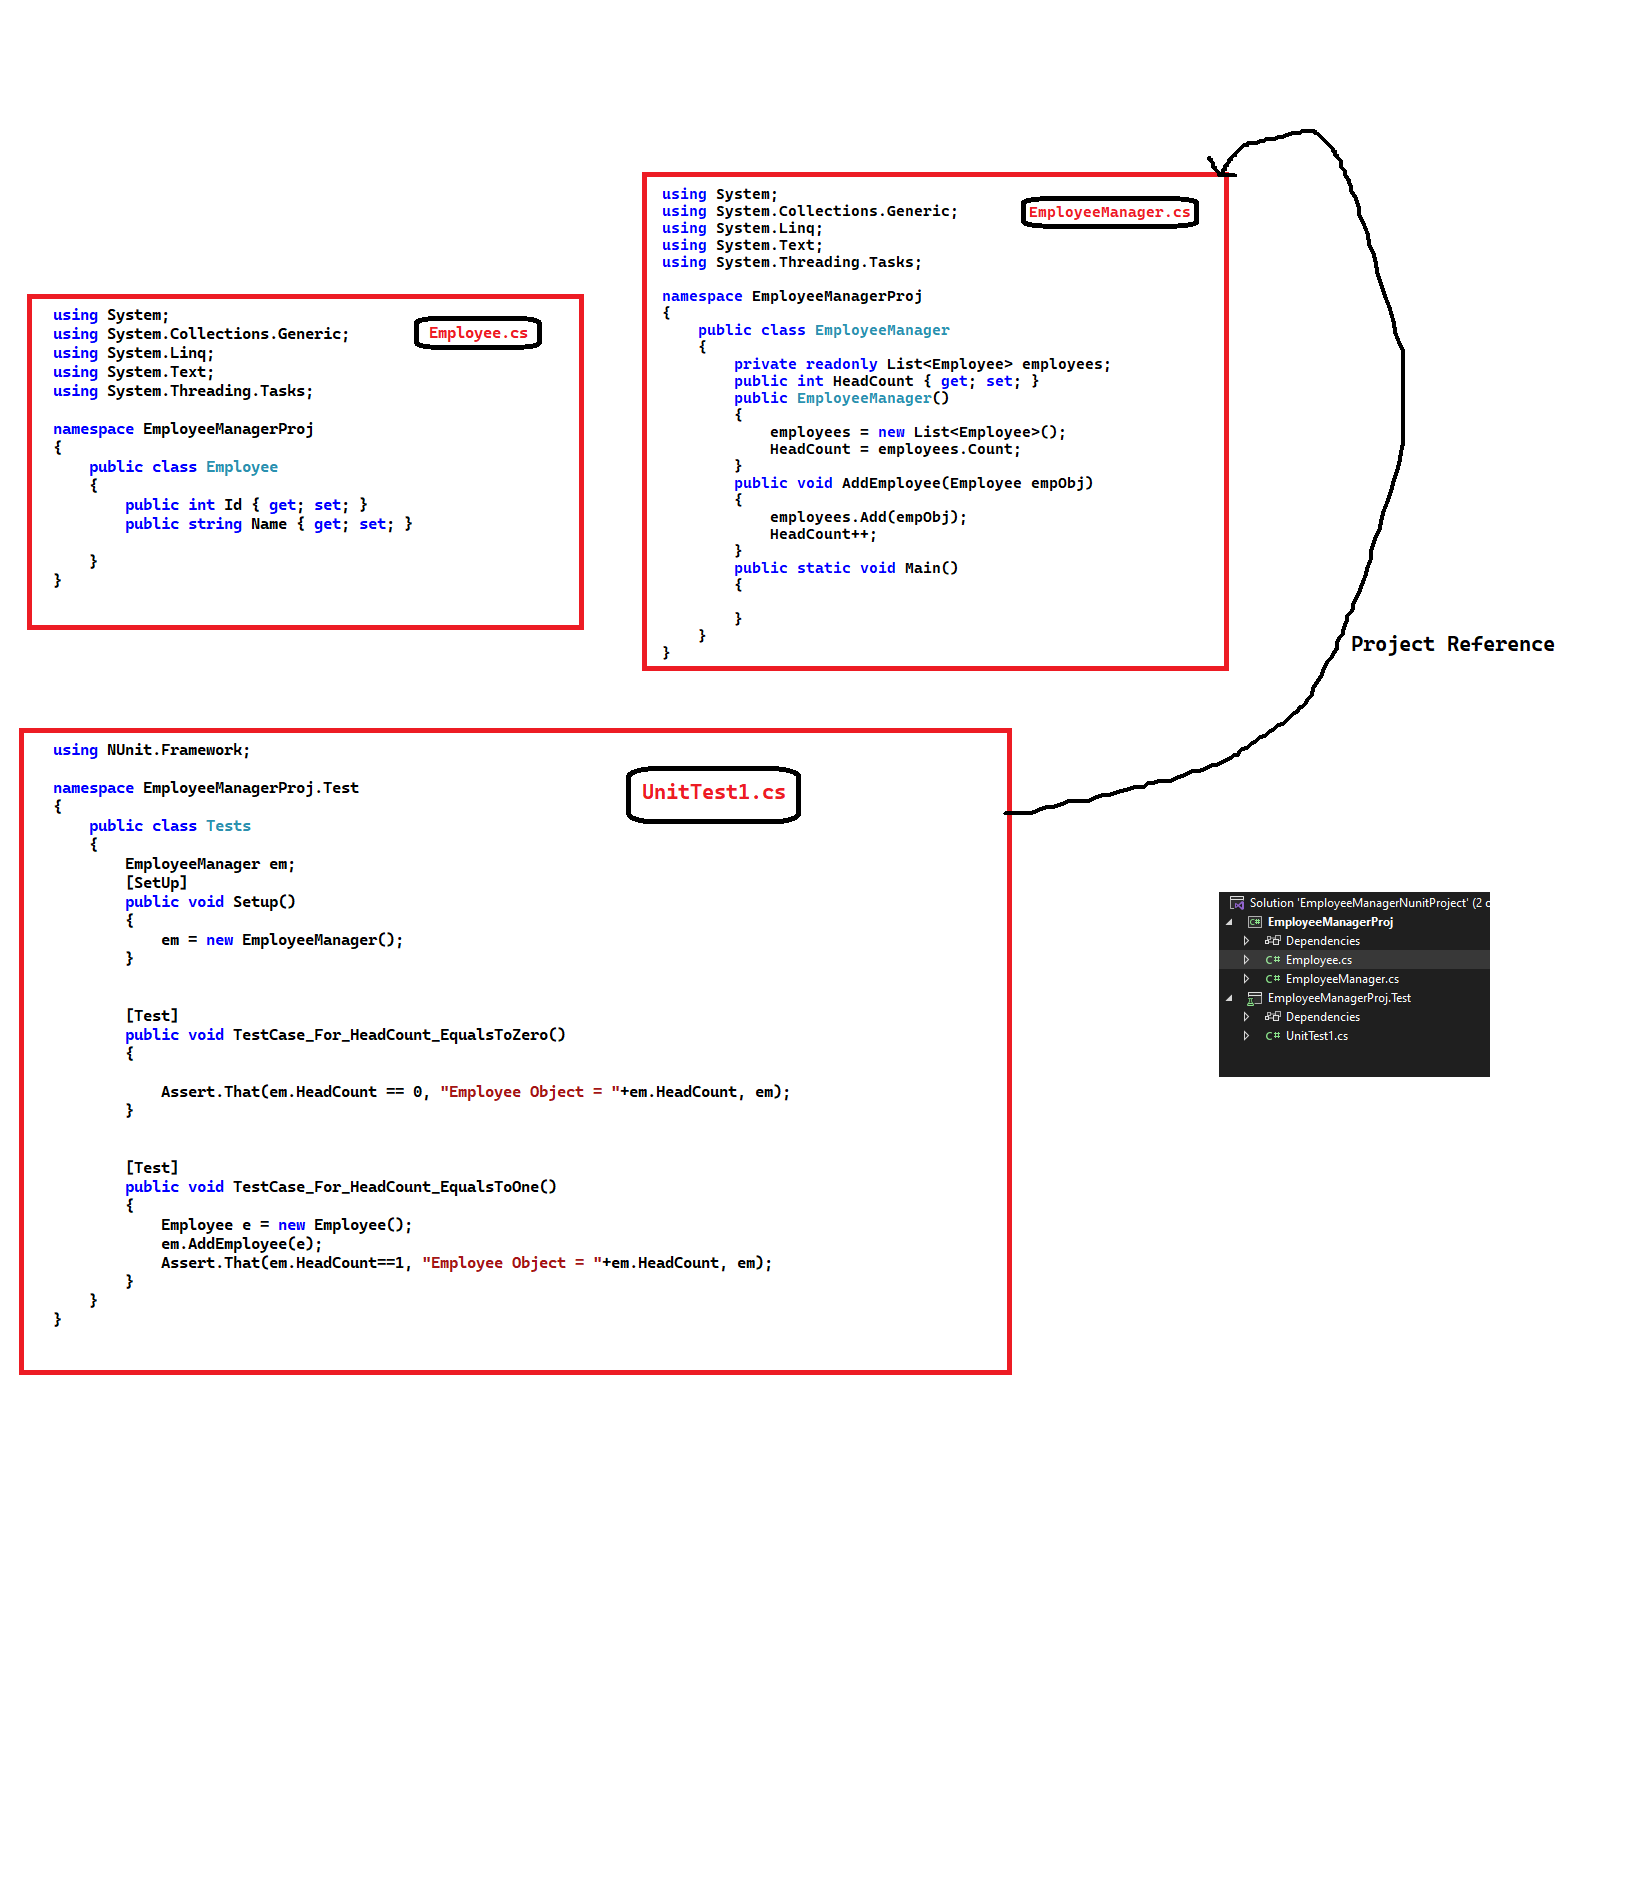 using System;
using System.Collections.Generic;
using System.Linq;
using System.Text;
using System.Threading.Tasks;
EmployeeManager.cs
namespace EmployeeManagerProj
{
public class EmployeeManager
{
private readonly List<Employee> employees;
public int HeadCount { get; set; }
public EmployeeManager()
{
employees = new List<Employee>();
HeadCount = employees.Count;
}
public void AddEmployee(Employee empObj)
{
employees.Add(empObj);
HeadCount++;
}
public static void Main()
{
}
}
}
using System;
using System.Collections.Generic;
using System.Linq;
using System.Text;
using System.Threading.Tasks;
Employee.cs
namespace EmployeeManagerProj
{
public class Employee
{
public int Id { get; set; }
public string Name { get; set; }
}
}
Project Reference
using NUnit.Framework;
UnitTest1.cs
namespace EmployeeManagerProj.Test
{
public class Tests
{
EmployeeManager em;
[SetUp]
public void Setup()
{
em = new EmployeeManager();
}
[Test]
public void TestCase_For_HeadCount_EqualsToZero()
{
Assert.That(em.HeadCount == 0, "Employee Object = "+em.HeadCount, em);
}
[Test]
public void TestCase_For_HeadCount_EqualsToOne()
{
Employee e = new Employee();
em.AddEmployee(e);
Assert.That(em.HeadCount==1, "Employee Object = "+em.HeadCount, em);
}
}
}
Solution 'EmployeeManagerNunitProject' (2
C# EmployeeManagerProj
Dependencies
C# Employee.cs
C# EmployeeManager.cs
EmployeeManagerProj.Test
Dependencies
C# UnitTest1.cs